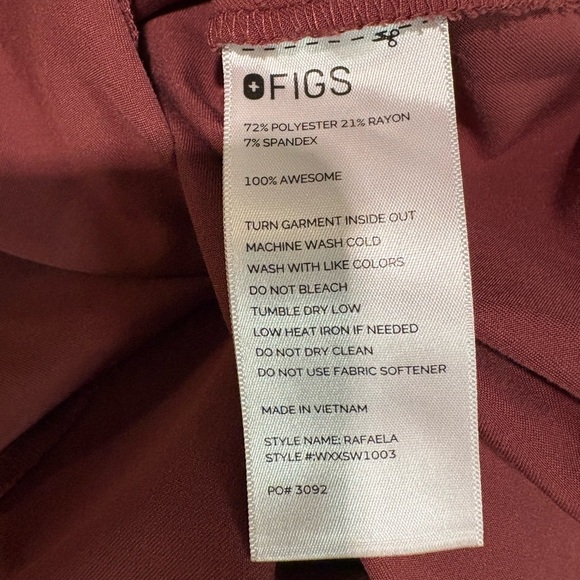 FIGS
72% POLYESTER 21% RAYON
7% SPANDEX
100% AWESOME
TURN GARMENT INSIDE OUT
MACHINE WASH COLD
WASH WITH LIKE COLORS
DO NOT BLEACH
TUMBLE DRY LOW
LOW HEAT IRON IF NEEDED
DO NOT DRY CLEAN
DO NOT USE FABRIC SOFTENER
MADE IN VIETNAM
STYLE NAME: RAFAELA
STYLE #:WXXSW1003
PO# 3092